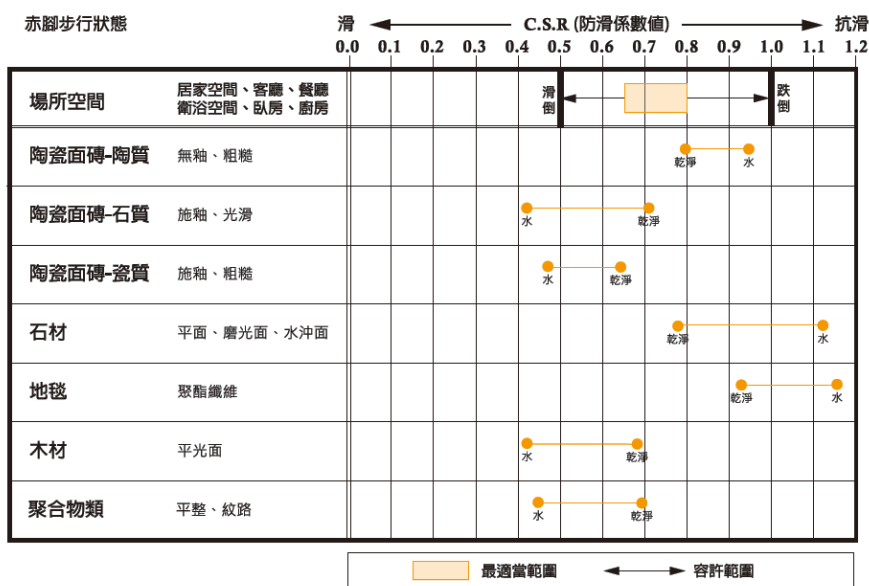 赤腳步行狀態
滑 C.S.R (防滑係數值) 抗滑
0.0 0.1 0.2 0.3 0.4 0.5 0.6 0.7 0.8 0.9 1.0 1.1 1.2
場所空間 居家空間、客廳、餐廳
衛浴空間、臥房、廚房
滑倒 跌倒
陶瓷面磚-陶質 無釉、粗糙
乾淨 水
陶瓷面磚-石質 施釉、光滑
水 乾淨
陶瓷面磚-瓷質 施釉、粗糙
水 乾淨
石材 平面、磨光面、水沖面
乾淨 水
地毯 聚酯纖維
乾淨 水
木材 平光面
水 乾淨
聚合物類 平整、紋路
水 乾淨
最適當範圍 容許範圍